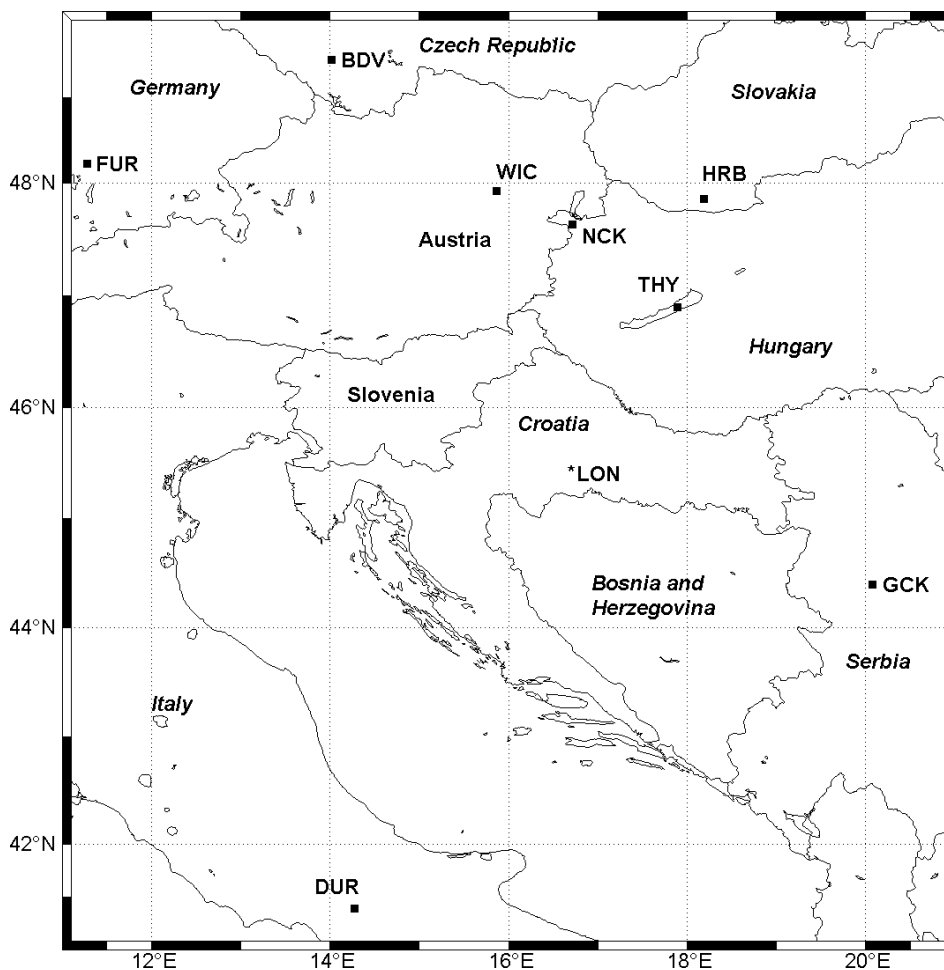 Czech Republic
BDV
Germany
Slovakia
FUR
48°N
WIC
HRB
Austria
NCK
THY
Hungary
46°N
Slovenia
Croatia
*LON
Bosnia and
Herzegovina
GCK
44°N
Serbia
Italy
42°N
DUR
12°E
14°E
16°E
18°E
20°E